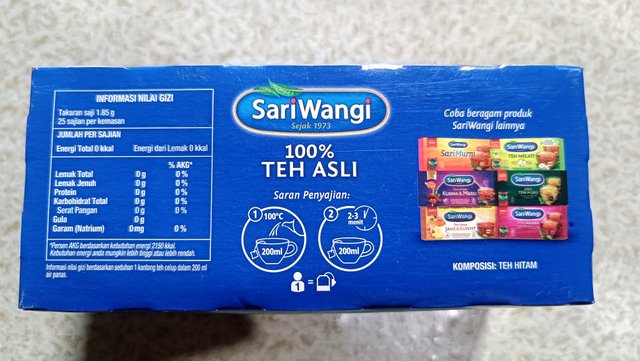 INFORMASI NILAI GIZI
Takaran saji 1.85 g
25 sajian per kemasan
JUMLAH PER SAJIAN
Energi Total 0 kkal Energi dari Lemak 0 kkal
% AKG*
Lemak Total 0 g 0 %
Lemak Jenuh 0 g 0 %
Protein 0 g 0 %
Karbohidrat Total 0 g 0 %
Serat Pangan 0 g 0 %
Gula 0 g
Garam (Natrium) 0 mg 0 %
*Persen AKG berdasarkan kebutuhan energi 2150 kkal.
Kebutuhan energi anda mungkin lebih tinggi atau lebih rendah.
Informasi nilai gizi berdasarkan seduhan 1 kantong teh celup dalam 200 ml
air panas.
SariWangi
Sejak 1973
100%
TEH ASLI
Saran Penyajian:
1 100°C
200ml
2 2-3
menit
200ml
1 =
Coba beragam produk
SariWangi lainnya
SariWangi
SariMurni
SariWangi
TEH MELATI
SariWangi
KURMA & MADU
SariWangi
SariWangi
SariWangi
KOMPOSISI: TEH HITAM